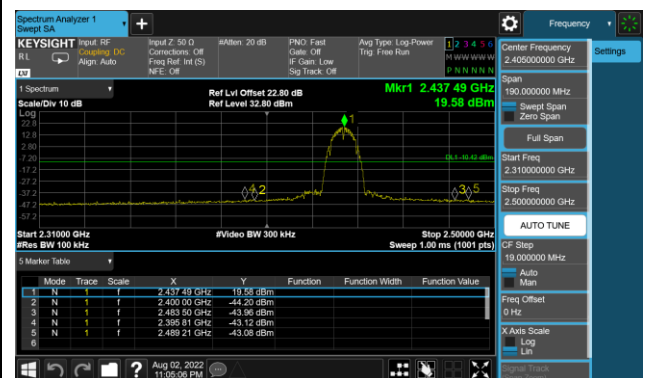 Spectrum Analyzer 1
Swept SA
Frequency
KEYSIGHT
RL
Input: RF
Coupling: DC
Align: Auto
Input Z: 50 Ω
Corrections: Off
Freq Ref: Int (S)
NFE: Off
#Atten: 20 dB
PNO: Fast
Gate: Off
IF Gain: Low
Sig Track: Off
Avg Type: Log-Power
Trig: Free Run
1 2 3 4 5 6
M W W W W W
P N N N N N
LXI
Center Frequency
2.405000000 GHz
Settings
Span
190.000000 MHz
Swept Span
Zero Span
Full Span
Start Freq
2.310000000 GHz
Stop Freq
2.500000000 GHz
AUTO TUNE
CF Step
19.000000 MHz
Auto
Man
Freq Offset
0 Hz
X Axis Scale
Log
Lin
Signal Track
1 Spectrum
Scale/Div 10 dB
Ref Lvl Offset 22.80 dB
Ref Level 32.80 dBm
Mkr1 2.437 49 GHz
19.58 dBm
Log
22.8
12.8
2.80
-7.20
-17.2
-27.2
-37.2
-47.2
-57.2
1
DL1 -10.42 dBm
4 2
3 5
Start 2.31000 GHz
#Res BW 100 kHz
#Video BW 300 kHz
Stop 2.50000 GHz
Sweep 1.00 ms (1001 pts)
5 Marker Table
Mode Trace Scale X Y Function Function Width Function Value
1 N 1 f 2.437 49 GHz 19.58 dBm
2 N 1 f 2.400 00 GHz -44.20 dBm
3 N 1 f 2.483 50 GHz -43.96 dBm
4 N 1 f 2.395 81 GHz -43.12 dBm
5 N 1 f 2.489 21 GHz -43.08 dBm
6
Aug 02, 2022
11:05:06 PM